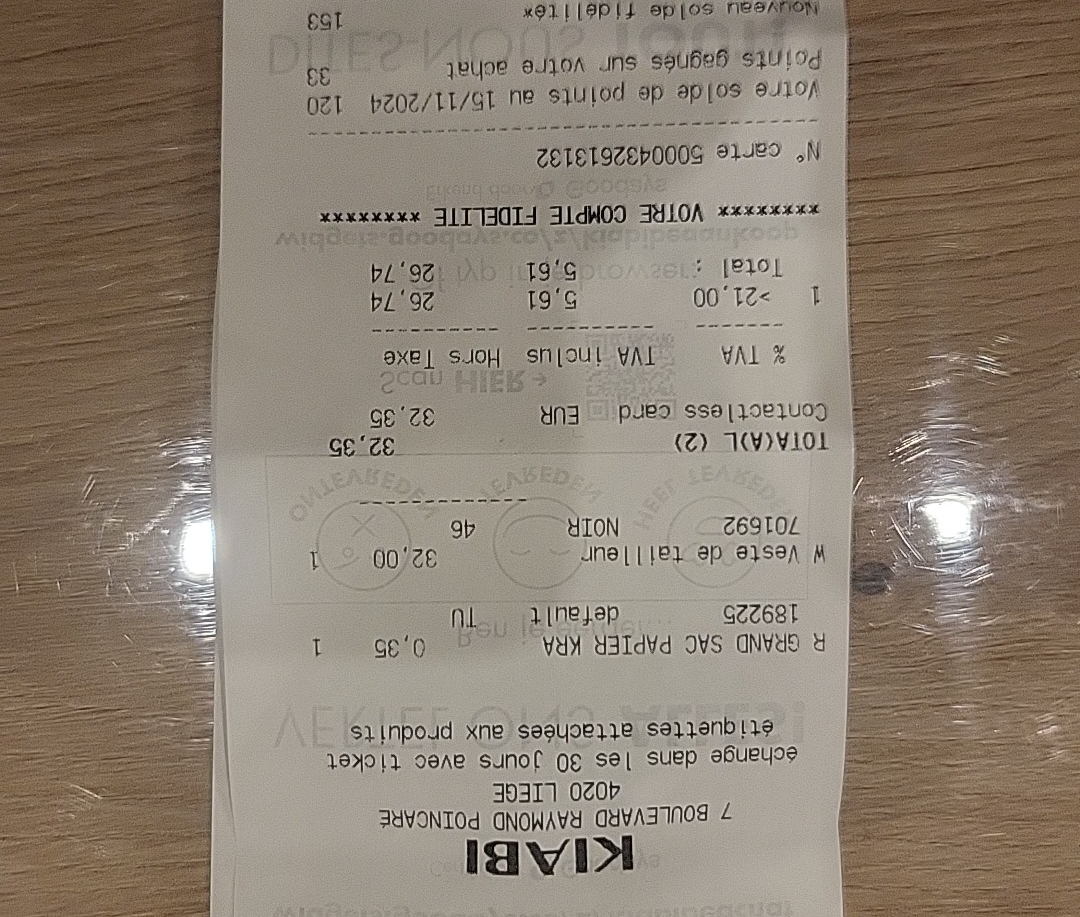 KIABI
7 BOULEVARD RAYMOND POINCARÉ
4020 LIEGE
échange dans les 30 jours avec ticket
étiquettes attachées aux produits
R GRAND SAC PAPIER KRA 0,35 1
189225 default TU
W Veste de tailleur 32,00 1
701692 NOIR 46
------------
TOTA(A)L (2) 32,35
Contactless card EUR 32,35
% TVA TVA inclus Hors Taxe
------- ---------- ----------
1 >21,00 5,61 26,74
Total : 5,61 26,74
********* VOTRE COMPTE FIDELITE *********
N° carte 5000432613132
-----------------------------------------
Votre solde de points au 15/11/2024 120
Points gagnés sur votre achat 33
Nouveau solde fidélité* 153